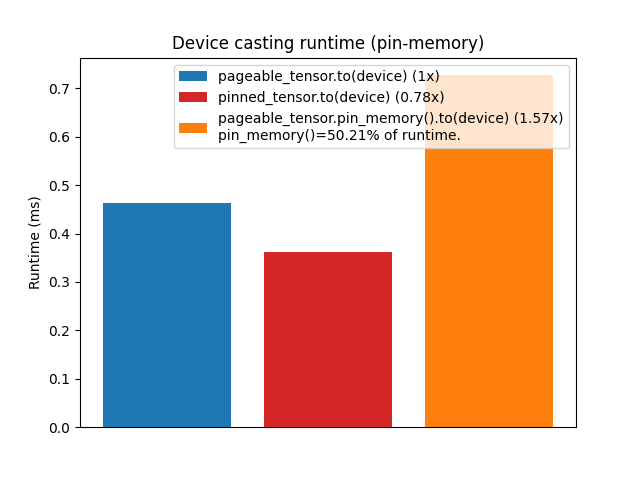 Device casting runtime (pin-memory)
pageable_tensor.to(device) (1x)
pinned_tensor.to(device) (0.78x)
pageable_tensor.pin_memory().to(device) (1.57x)
pin_memory()=50.21% of runtime.
Runtime (ms)
0.7
0.6
0.5
0.4
0.3
0.2
0.1
0.0